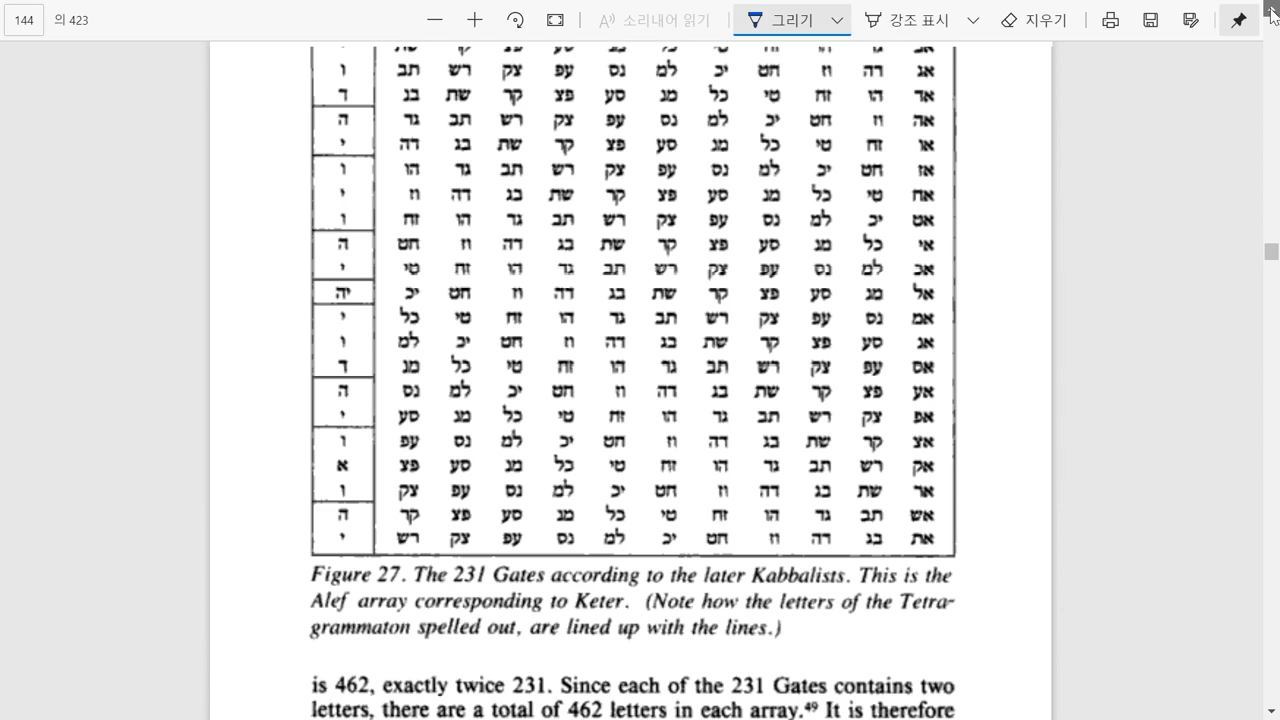 144 의 423 소리내어 읽기 그리기 강조 표시 지우기
אג דה וז חט יכ למ נס עפ צק רש תב ו
אד הו זח טי כל מנ סע פצ קר שת בג ד
אה וז חט יכ למ נס עפ צק רש תב גד ה
או זח טי כל מנ סע פצ קר שת בג דה י
אז חט יכ למ נס עפ צק רש תב גד הו ו
אח טי כל מנ סע פצ קר שת בג דה וז י
אט יכ למ נס עפ צק רש תב גד הו זח ו
אי כל מנ סע פצ קר שת בג דה וז חט ה
אכ למ נס עפ צק רש תב גד הו זח טי י
אל מנ סע פצ קר שת בג דה וז חט יכ יה
אמ נס עפ צק רש תב גד הו זח טי כל י
אנ סע פצ קר שת בג דה וז חט יכ למ ו
אס עפ צק רש תב גד הו זח טי כל מנ ד
אע פצ קר שת בג דה וז חט יכ למ נס ה
אפ צק רש תב גד הו זח טי כל מנ סע י
אצ קר שת בג דה וז חט יכ למ נס עפ ו
אק רש תב גד הו זח טי כל מנ סע פצ א
אר שת בג דה וז חט יכ למ נס עפ צק ו
אש תב גד הו זח טי כל מנ סע פצ קר ה
את בג דה וז חט יכ למ נס עפ צק רש י
Figure 27. The 231 Gates according to the later Kabbalists. This is the
Alef array corresponding to Keter. (Note how the letters of the Tetra-
grammaton spelled out, are lined up with the lines.)
is 462, exactly twice 231. Since each of the 231 Gates contains two
letters, there are a total of 462 letters in each array.⁴⁹ It is therefore